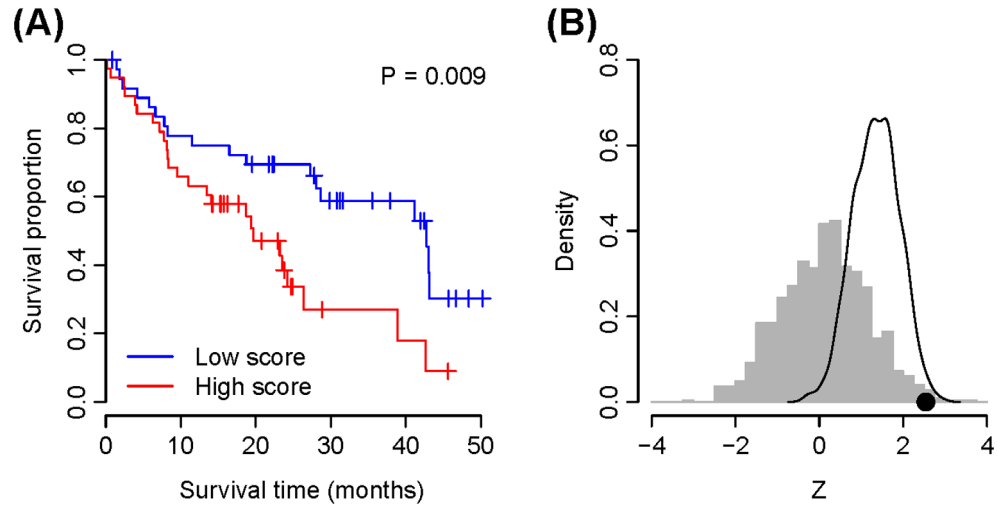 (A)
P = 0.009
Survival proportion
1.0
0.8
0.6
0.4
0.2
0.0
Low score
High score
0 10 20 30 40 50
Survival time (months)
(B)
Density
0.8
0.6
0.4
0.2
0.0
−4 −2 0 2 4
Z